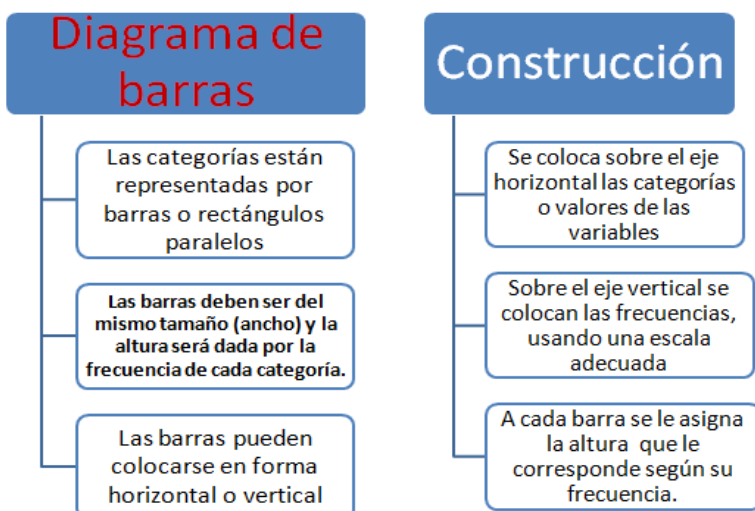 Diagrama de
barras
Las categorías están
representadas por
barras o rectángulos
paralelos
Las barras deben ser del
mismo tamaño (ancho) y la
altura será dada por la
frecuencia de cada categoría.
Las barras pueden
colocarse en forma
horizontal o vertical
Construcción
Se coloca sobre el eje
horizontal las categorías
o valores de las
variables
Sobre el eje vertical se
colocan las frecuencias,
usando una escala
adecuada
A cada barra se le asigna
la altura que le
corresponde según su
frecuencia.